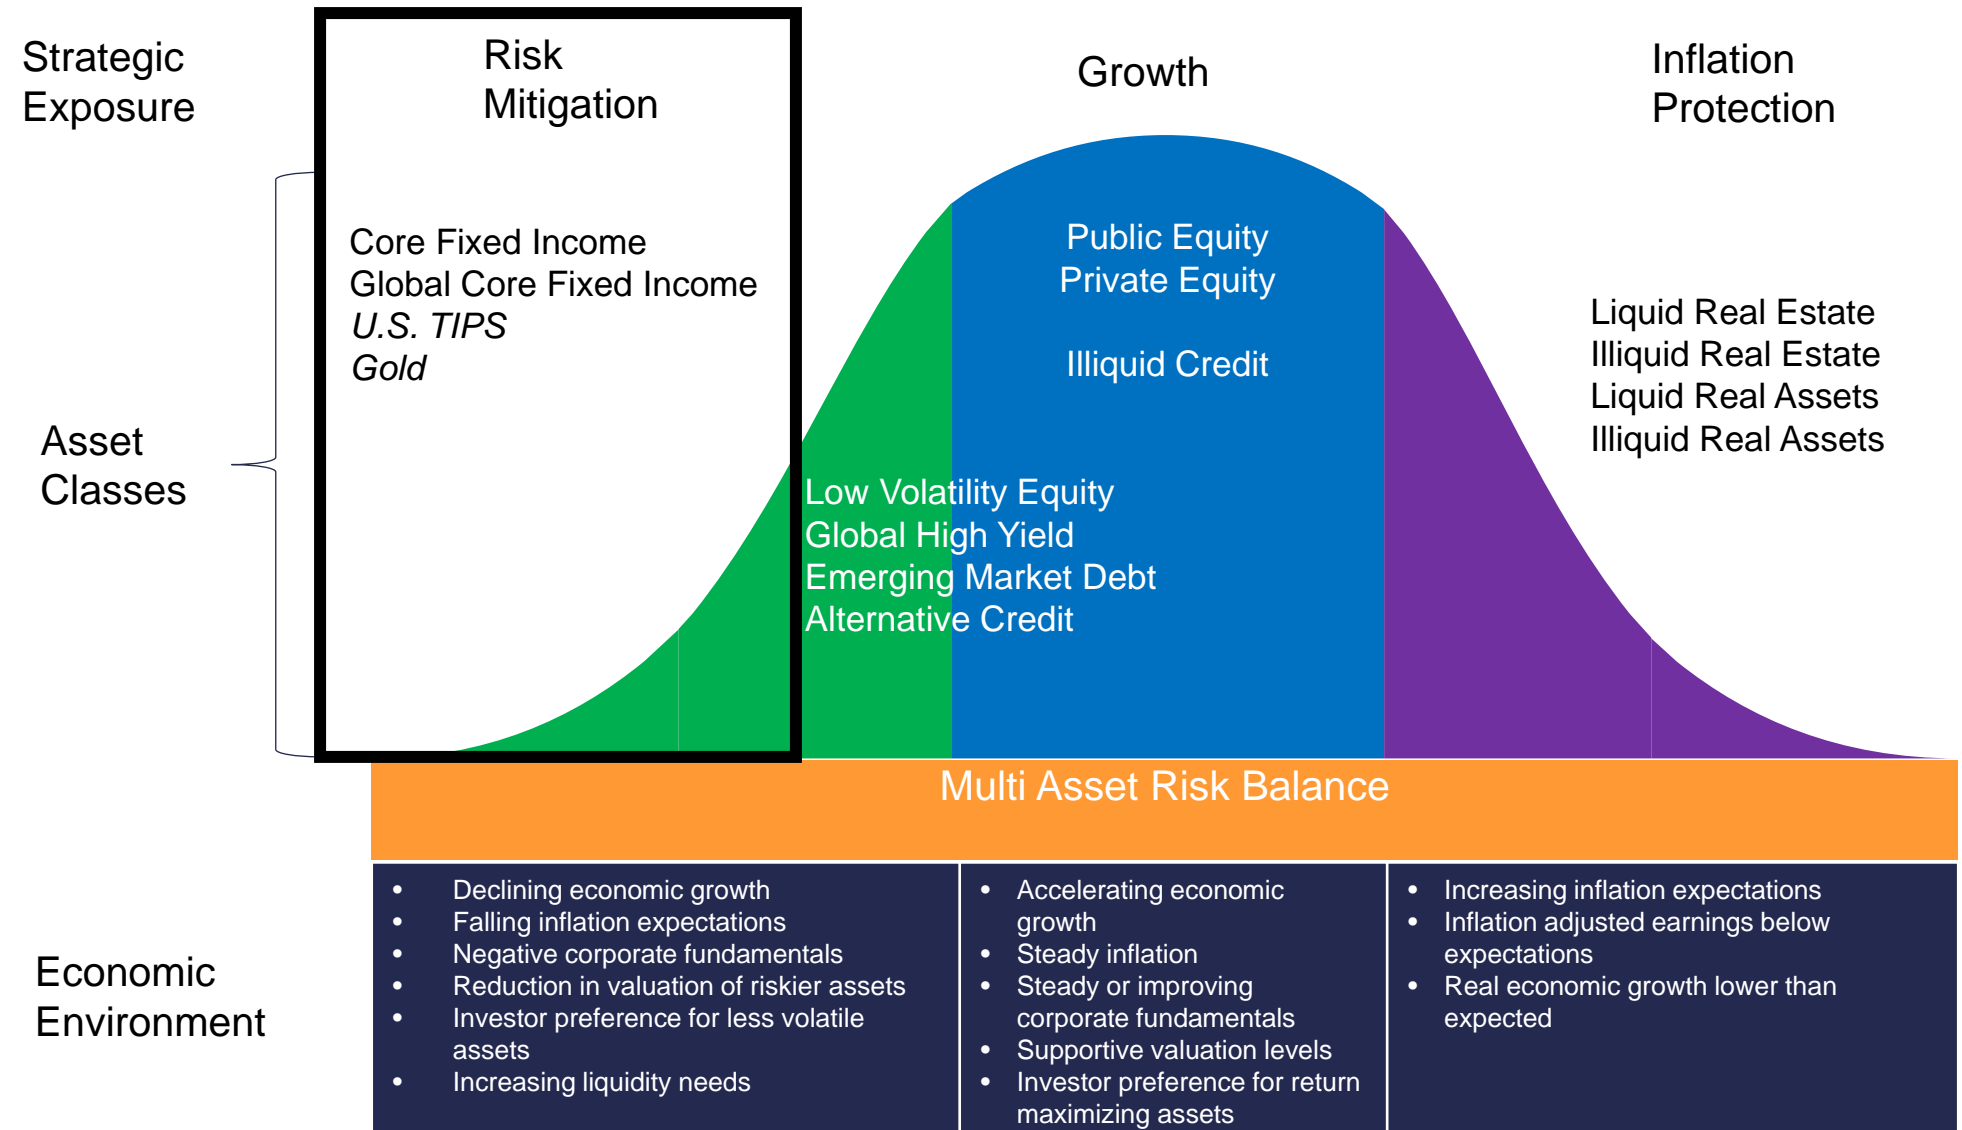 Strategic
Exposure
Risk
Mitigation
Growth
Inflation
Protection
Asset
Classes
Core Fixed Income
Global Core Fixed Income
U.S. TIPS
Gold
Public Equity
Private Equity
Illiquid Credit
Low Volatility Equity
Global High Yield
Emerging Market Debt
Alternative Credit
Liquid Real Estate
Illiquid Real Estate
Liquid Real Assets
Illiquid Real Assets
Multi Asset Risk Balance
Economic
Environment
• Declining economic growth
• Falling inflation expectations
• Negative corporate fundamentals
• Reduction in valuation of riskier assets
• Investor preference for less volatile
assets
• Increasing liquidity needs
• Accelerating economic
growth
• Steady inflation
• Steady or improving
corporate fundamentals
• Supportive valuation levels
• Investor preference for return
maximizing assets
• Increasing inflation expectations
• Inflation adjusted earnings below
expectations
• Real economic growth lower than
expected